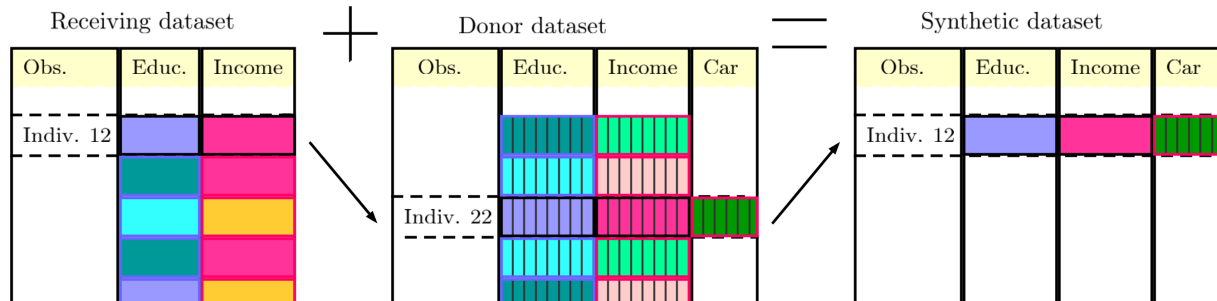 Receiving dataset + Donor dataset = Synthetic dataset
Obs. Educ. Income
Obs. Educ. Income Car
Obs. Educ. Income Car
Indiv. 12
Indiv. 22
Indiv. 12